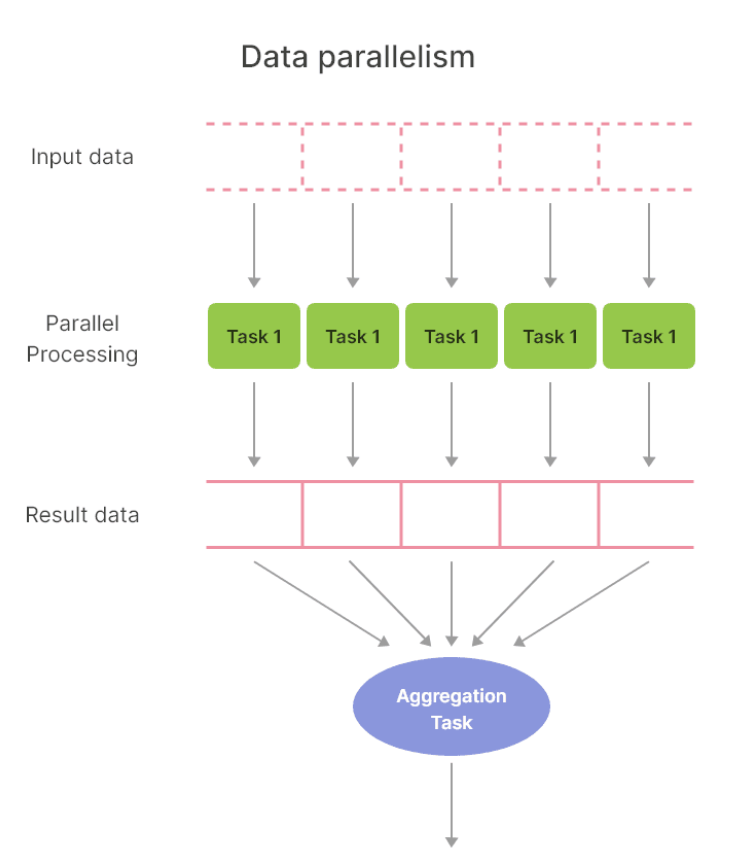 Data parallelism
Input data
Parallel
Processing
Task 1
Task 1
Task 1
Task 1
Task 1
Result data
Aggregation
Task